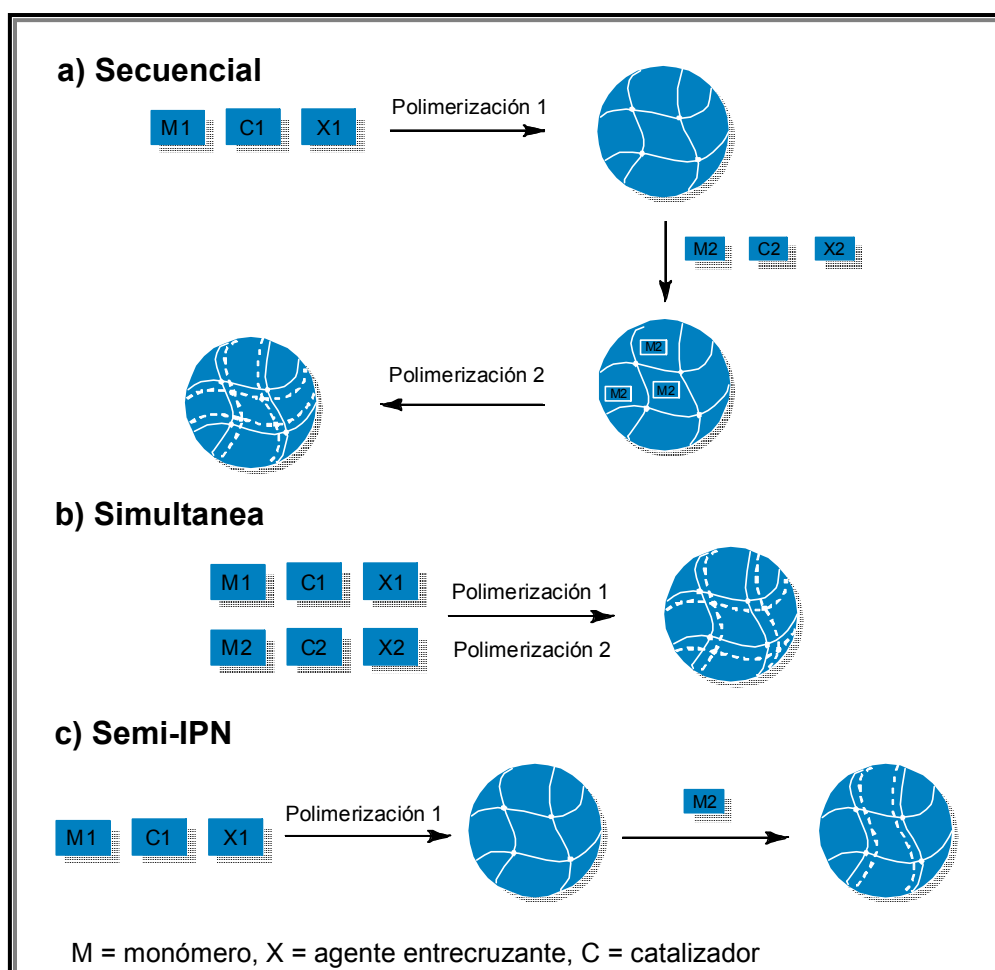 a) Secuencial
M1 C1 X1
Polimerización 1
M2 C2 X2
M2
M2 M2
Polimerización 2
b) Simultanea
M1 C1 X1
Polimerización 1
M2 C2 X2
Polimerización 2
c) Semi-IPN
M1 C1 X1
Polimerización 1
M2
M = monómero, X = agente entrecruzante, C = catalizador